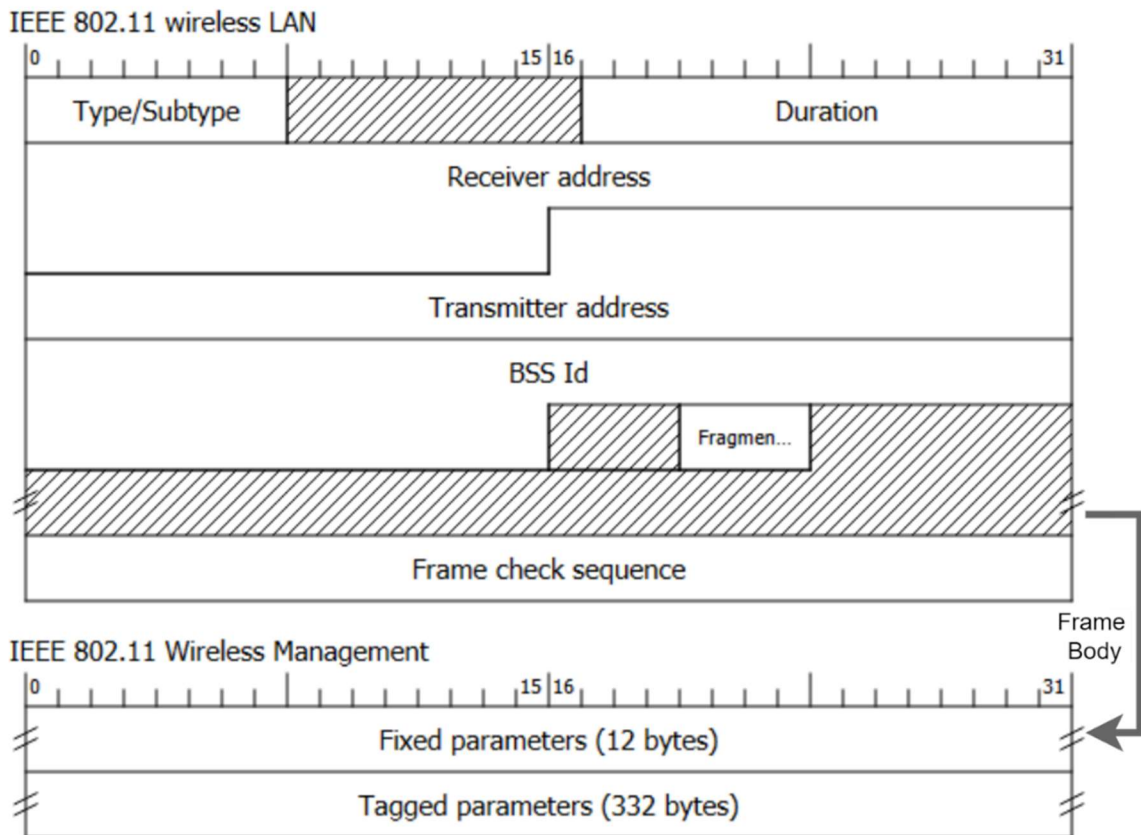 IEEE 802.11 wireless LAN
0 15 16 31
Type/Subtype Duration
Receiver address
Transmitter address
BSS Id
Fragmen...
Frame check sequence
Frame
Body
IEEE 802.11 Wireless Management
0 15 16 31
Fixed parameters (12 bytes)
Tagged parameters (332 bytes)